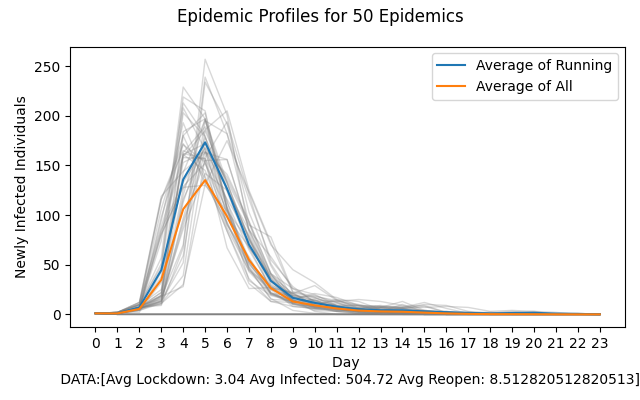 Epidemic Profiles for 50 Epidemics
Newly Infected Individuals
250
200
150
100
50
0
Average of Running
Average of All
0 1 2 3 4 5 6 7 8 9 10 11 12 13 14 15 16 17 18 19 20 21 22 23
Day
DATA:[Avg Lockdown: 3.04 Avg Infected: 504.72 Avg Reopen: 8.512820512820513]